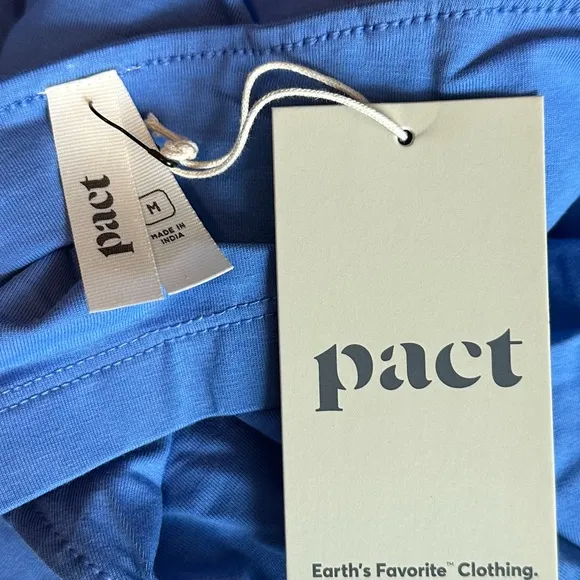 pact
M
MADE IN
INDIA
pact
Earth's Favorite™ Clothing.